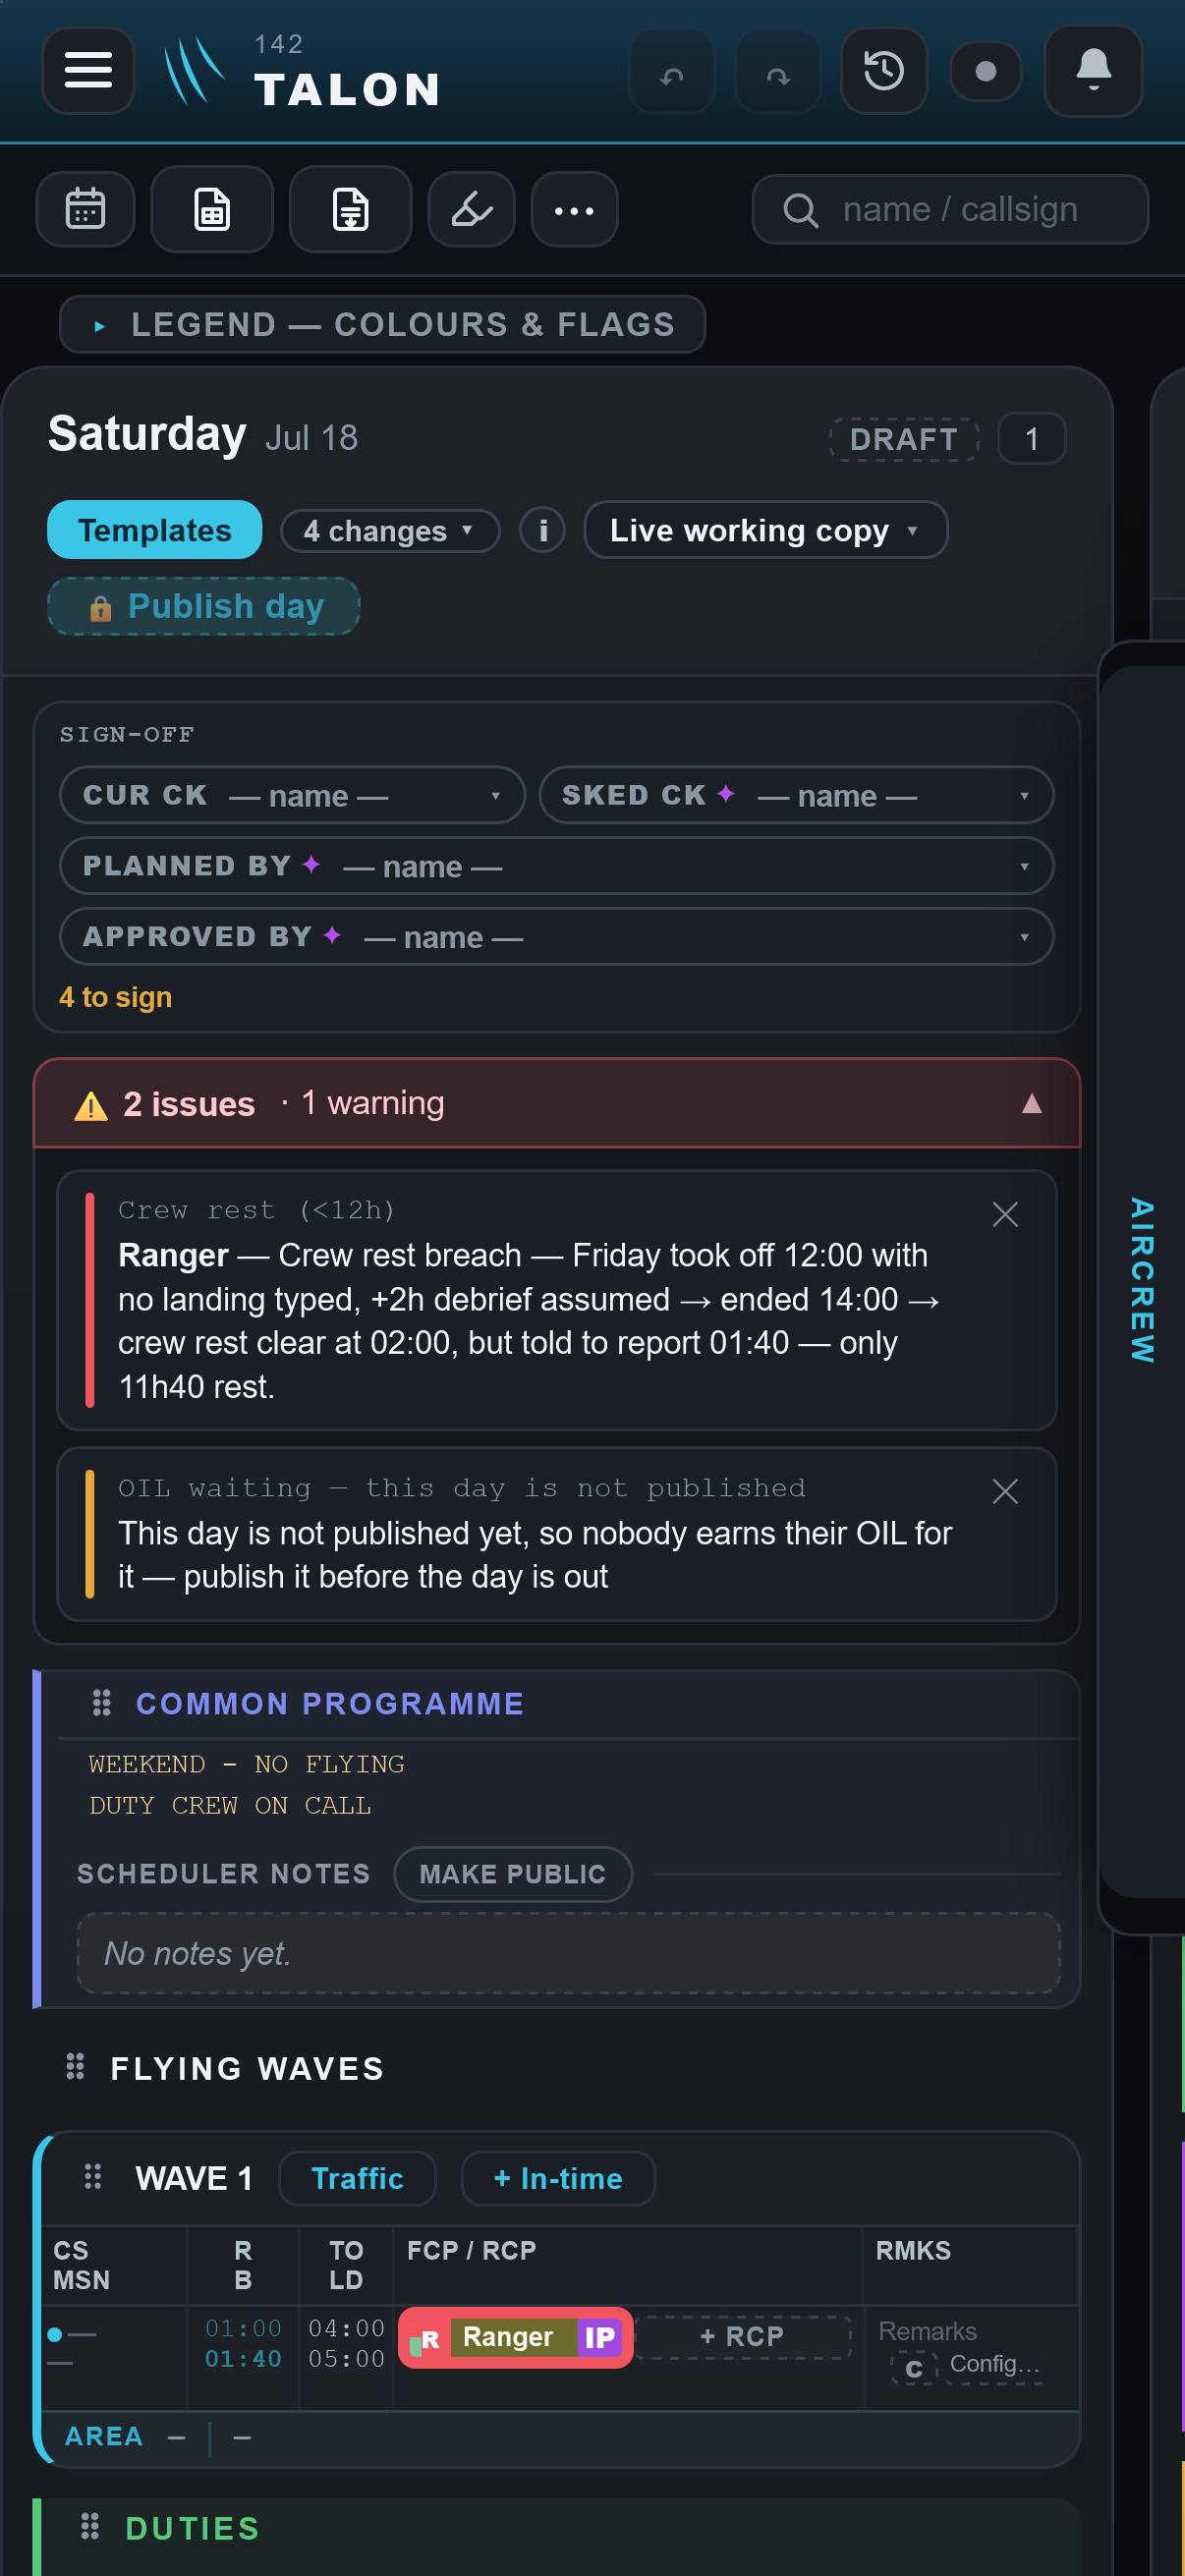 142
TALON
name / callsign
▸ LEGEND — COLOURS & FLAGS
Saturday Jul 18
DRAFT 1
Templates 4 changes ▾ i Live working copy ▾
🔒 Publish day
SIGN-OFF
CUR CK — name — ▾ SKED CK ✦ — name — ▾
PLANNED BY ✦ — name — ▾
APPROVED BY ✦ — name — ▾
4 to sign
⚠️ 2 issues · 1 warning ▲
Crew rest (<12h)
Ranger — Crew rest breach — Friday took off 12:00 with
no landing typed, +2h debrief assumed → ended 14:00 →
crew rest clear at 02:00, but told to report 01:40 — only
11h40 rest.
OIL waiting — this day is not published
This day is not published yet, so nobody earns their OIL for
it — publish it before the day is out
AIRCREW
COMMON PROGRAMME
WEEKEND - NO FLYING
DUTY CREW ON CALL
SCHEDULER NOTES MAKE PUBLIC
No notes yet.
FLYING WAVES
WAVE 1 Traffic + In-time
CS R TO FCP / RCP RMKS
MSN B LD
— 01:00 04:00 R Ranger IP + RCP Remarks
— 01:40 05:00 C Config…
AREA — | —
DUTIES